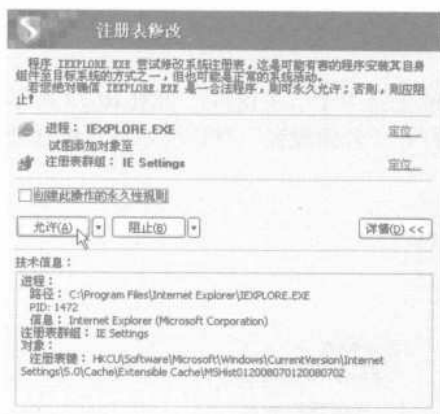 注册表修改
程序 IEXPLORE.EXE 尝试修改系统注册表，这是可能有害的程序安装其自身
组件至目标系统的方式之一，但也可能是正常的系统活动。
若您绝对确信 IEXPLORE.EXE 是一合法程序，则可永久允许；否则，则应阻
止!
进程： IEXPLORE.EXE 定位...
试图添加对象至
注册表群组： IE Settings 定位...
创建此操作的永久性规则
允许(A) 阻止(B) 详情(D) <<
技术信息：
进程：
路径： C:\Program Files\Internet Explorer\IEXPLORE.EXE
PID: 1472
信息： Internet Explorer (Microsoft Corporation)
注册表群组： IE Settings
对象：
注册表键： HKCU\Software\Microsoft\Windows\CurrentVersion\Internet
Settings\5.0\Cache\Extensible Cache\MSHist012008070120080702